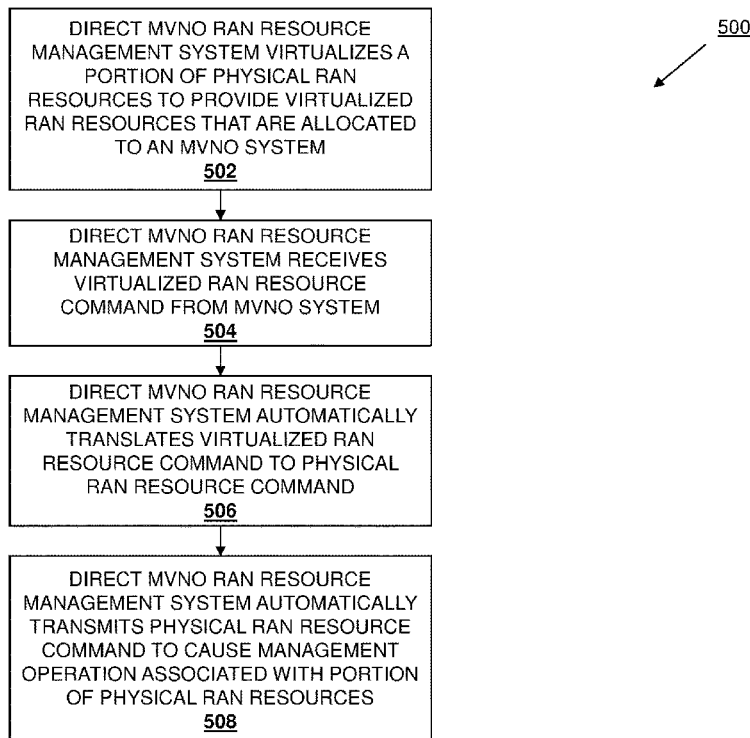 DIRECT MVNO RAN RESOURCE
MANAGEMENT SYSTEM VIRTUALIZES A
PORTION OF PHYSICAL RAN
RESOURCES TO PROVIDE VIRTUALIZED
RAN RESOURCES THAT ARE ALLOCATED
TO AN MVNO SYSTEM
502
500
DIRECT MVNO RAN RESOURCE
MANAGEMENT SYSTEM RECEIVES
VIRTUALIZED RAN RESOURCE
COMMAND FROM MVNO SYSTEM
504
DIRECT MVNO RAN RESOURCE
MANAGEMENT SYSTEM AUTOMATICALLY
TRANSLATES VIRTUALIZED RAN
RESOURCE COMMAND TO PHYSICAL
RAN RESOURCE COMMAND
506
DIRECT MVNO RAN RESOURCE
MANAGEMENT SYSTEM AUTOMATICALLY
TRANSMITS PHYSICAL RAN RESOURCE
COMMAND TO CAUSE MANAGEMENT
OPERATION ASSOCIATED WITH PORTION
OF PHYSICAL RAN RESOURCES
508